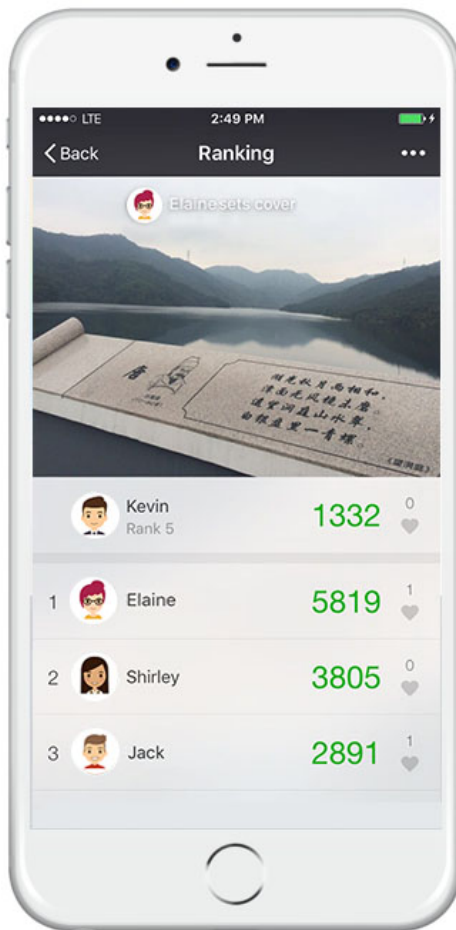 LTE
2:49 PM
Back
Ranking
Elaine sets cover
唐
湖光秋月两相和，
潭面无风镜未磨。
遥望洞庭山水翠，
白银盘里一青螺。
《望洞庭》
Kevin
Rank 5
1332
0
1
Elaine
5819
1
2
Shirley
3805
0
3
Jack
2891
1